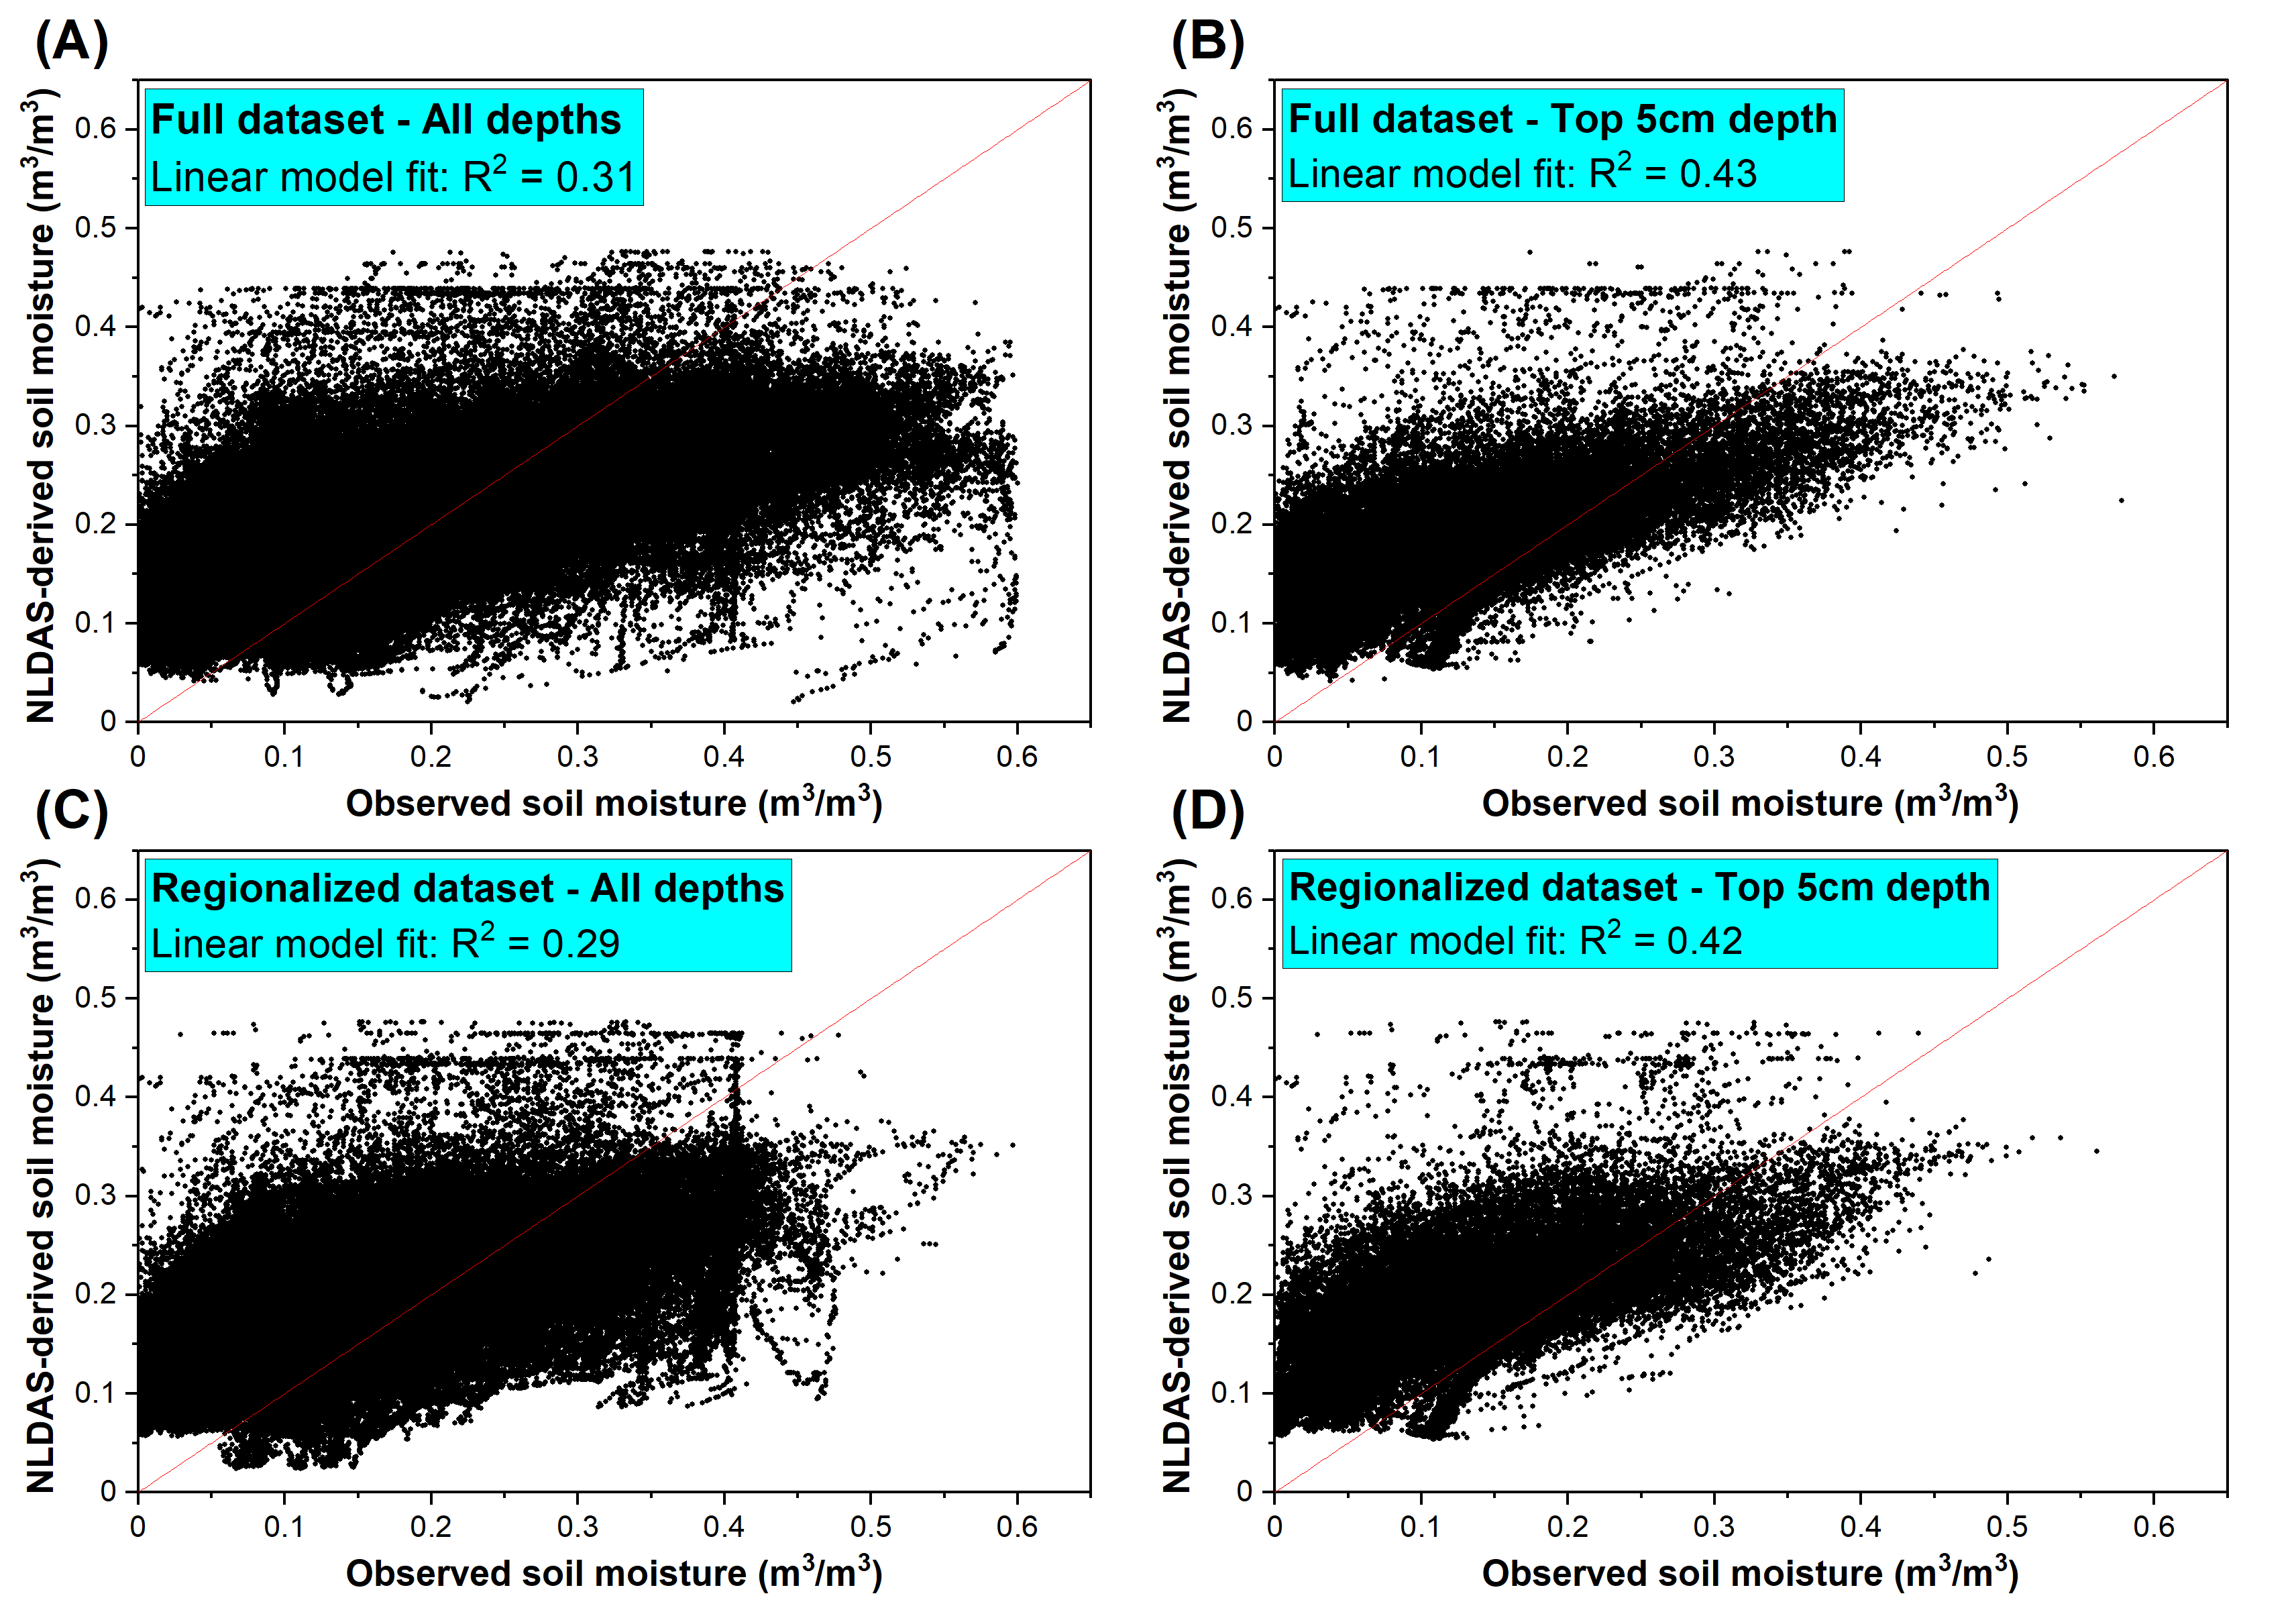 (A)
Full dataset - All depths
Linear model fit: R² = 0.31
NLDAS-derived soil moisture (m³/m³)
0.6
0.5
0.4
0.3
0.2
0.1
0
0 0.1 0.2 0.3 0.4 0.5 0.6
Observed soil moisture (m³/m³)
(B)
Full dataset - Top 5cm depth
Linear model fit: R² = 0.43
NLDAS-derived soil moisture (m³/m³)
0.6
0.5
0.4
0.3
0.2
0.1
0
0 0.1 0.2 0.3 0.4 0.5 0.6
Observed soil moisture (m³/m³)
(C)
Regionalized dataset - All depths
Linear model fit: R² = 0.29
NLDAS-derived soil moisture (m³/m³)
0.6
0.5
0.4
0.3
0.2
0.1
0
0 0.1 0.2 0.3 0.4 0.5 0.6
Observed soil moisture (m³/m³)
(D)
Regionalized dataset - Top 5cm depth
Linear model fit: R² = 0.42
NLDAS-derived soil moisture (m³/m³)
0.6
0.5
0.4
0.3
0.2
0.1
0
0 0.1 0.2 0.3 0.4 0.5 0.6
Observed soil moisture (m³/m³)